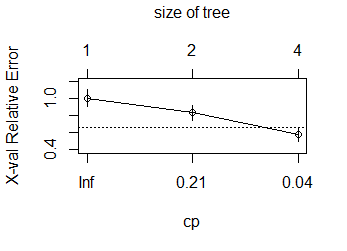 size of tree
1 2 4
X-val Relative Error
1.0
0.4
Inf 0.21 0.04
cp